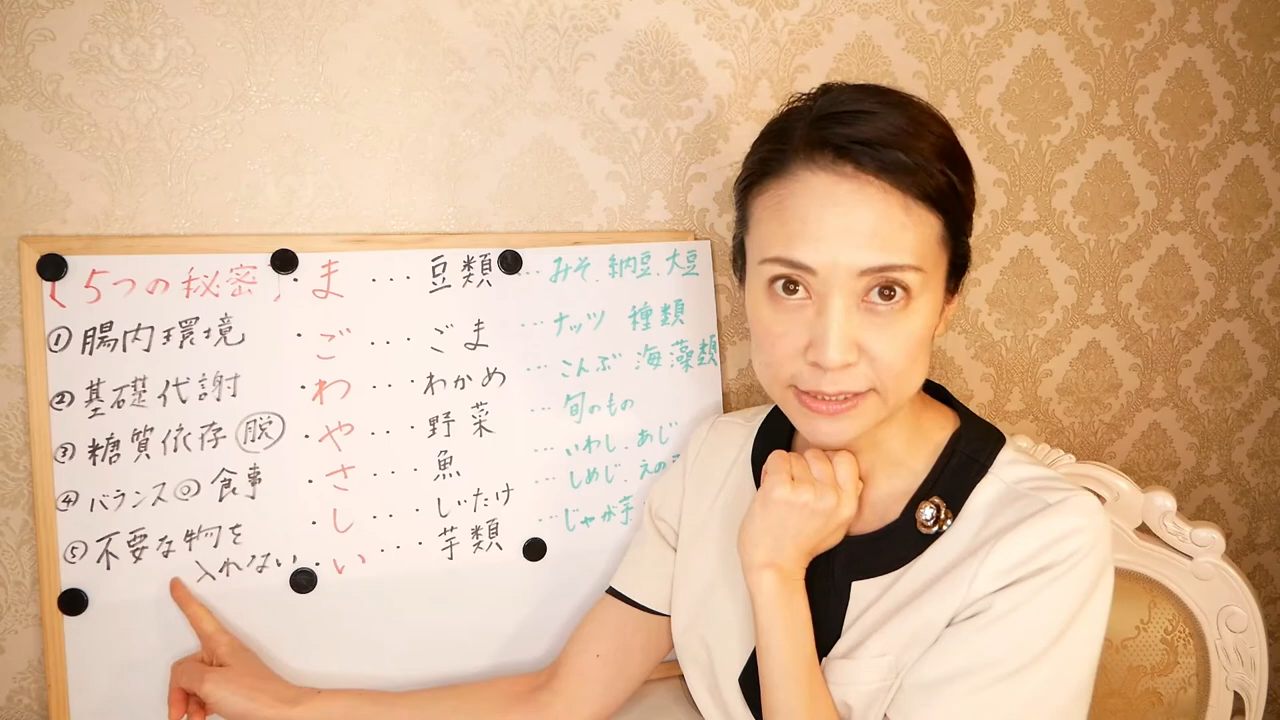 【5つの秘密】
①腸内環境
②基礎代謝
③糖質依存 脱
④バランス◎食事
⑤不要な物を
入れない
・ま…豆類…みそ、納豆、大豆
・ご…ごま…ナッツ 種類
・わ…わかめ…こんぶ 海藻類
・や…野菜…旬のもの
・さ…魚…いわし、あじ
・し…しいたけ…しめじ、えの
・い…芋類…じゃが芋